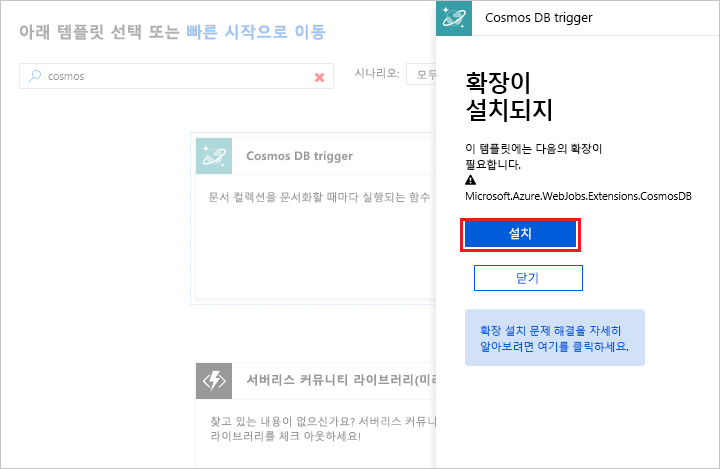 아래 템플릿 선택 또는 빠른 시작으로 이동
cosmos
시나리오: 모두
Cosmos DB trigger
문서 컬렉션을 문서화할 때마다 실행되는 함수
서버리스 커뮤니티 라이브러리(미리
찾고 있는 내용이 없으신가요? 서버리스 커뮤니
라이브러리를 체크 아웃하세요!
Cosmos DB trigger
확장이
설치되지
이 템플릿에는 다음의 확장이
필요합니다.
Microsoft.Azure.WebJobs.Extensions.CosmosDB
설치
닫기
확장 설치 문제 해결을 자세히
알아보려면 여기를 클릭하세요.